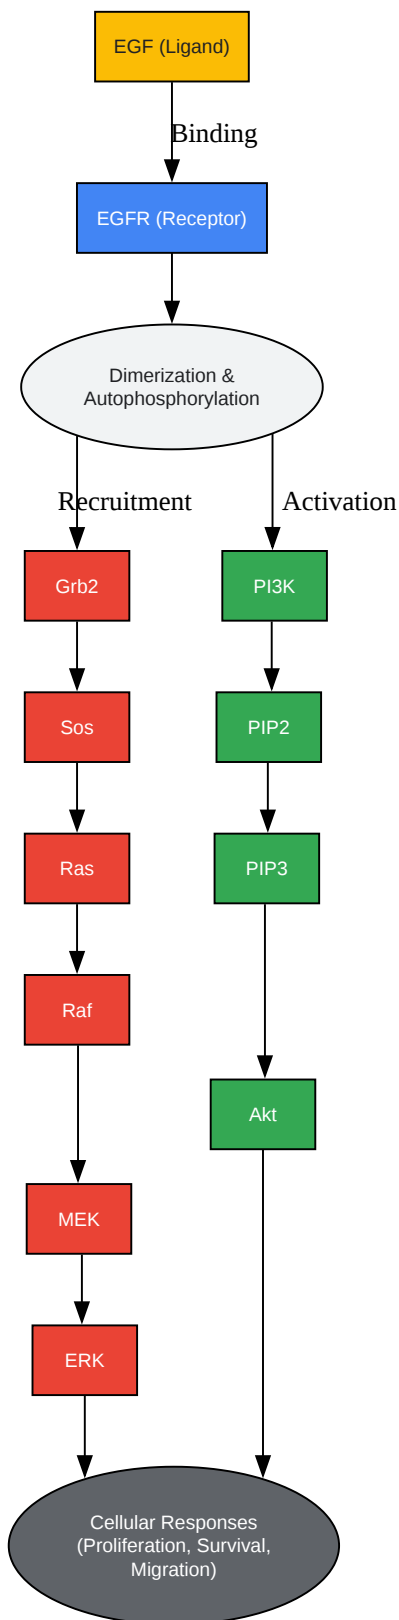 EGF (Ligand)
Binding
EGFR (Receptor)
Dimerization &
Autophosphorylation
Recruitment
Activation
Grb2
PI3K
Sos
PIP2
Ras
PIP3
Raf
Akt
MEK
ERK
Cellular Responses
(Proliferation, Survival,
Migration)